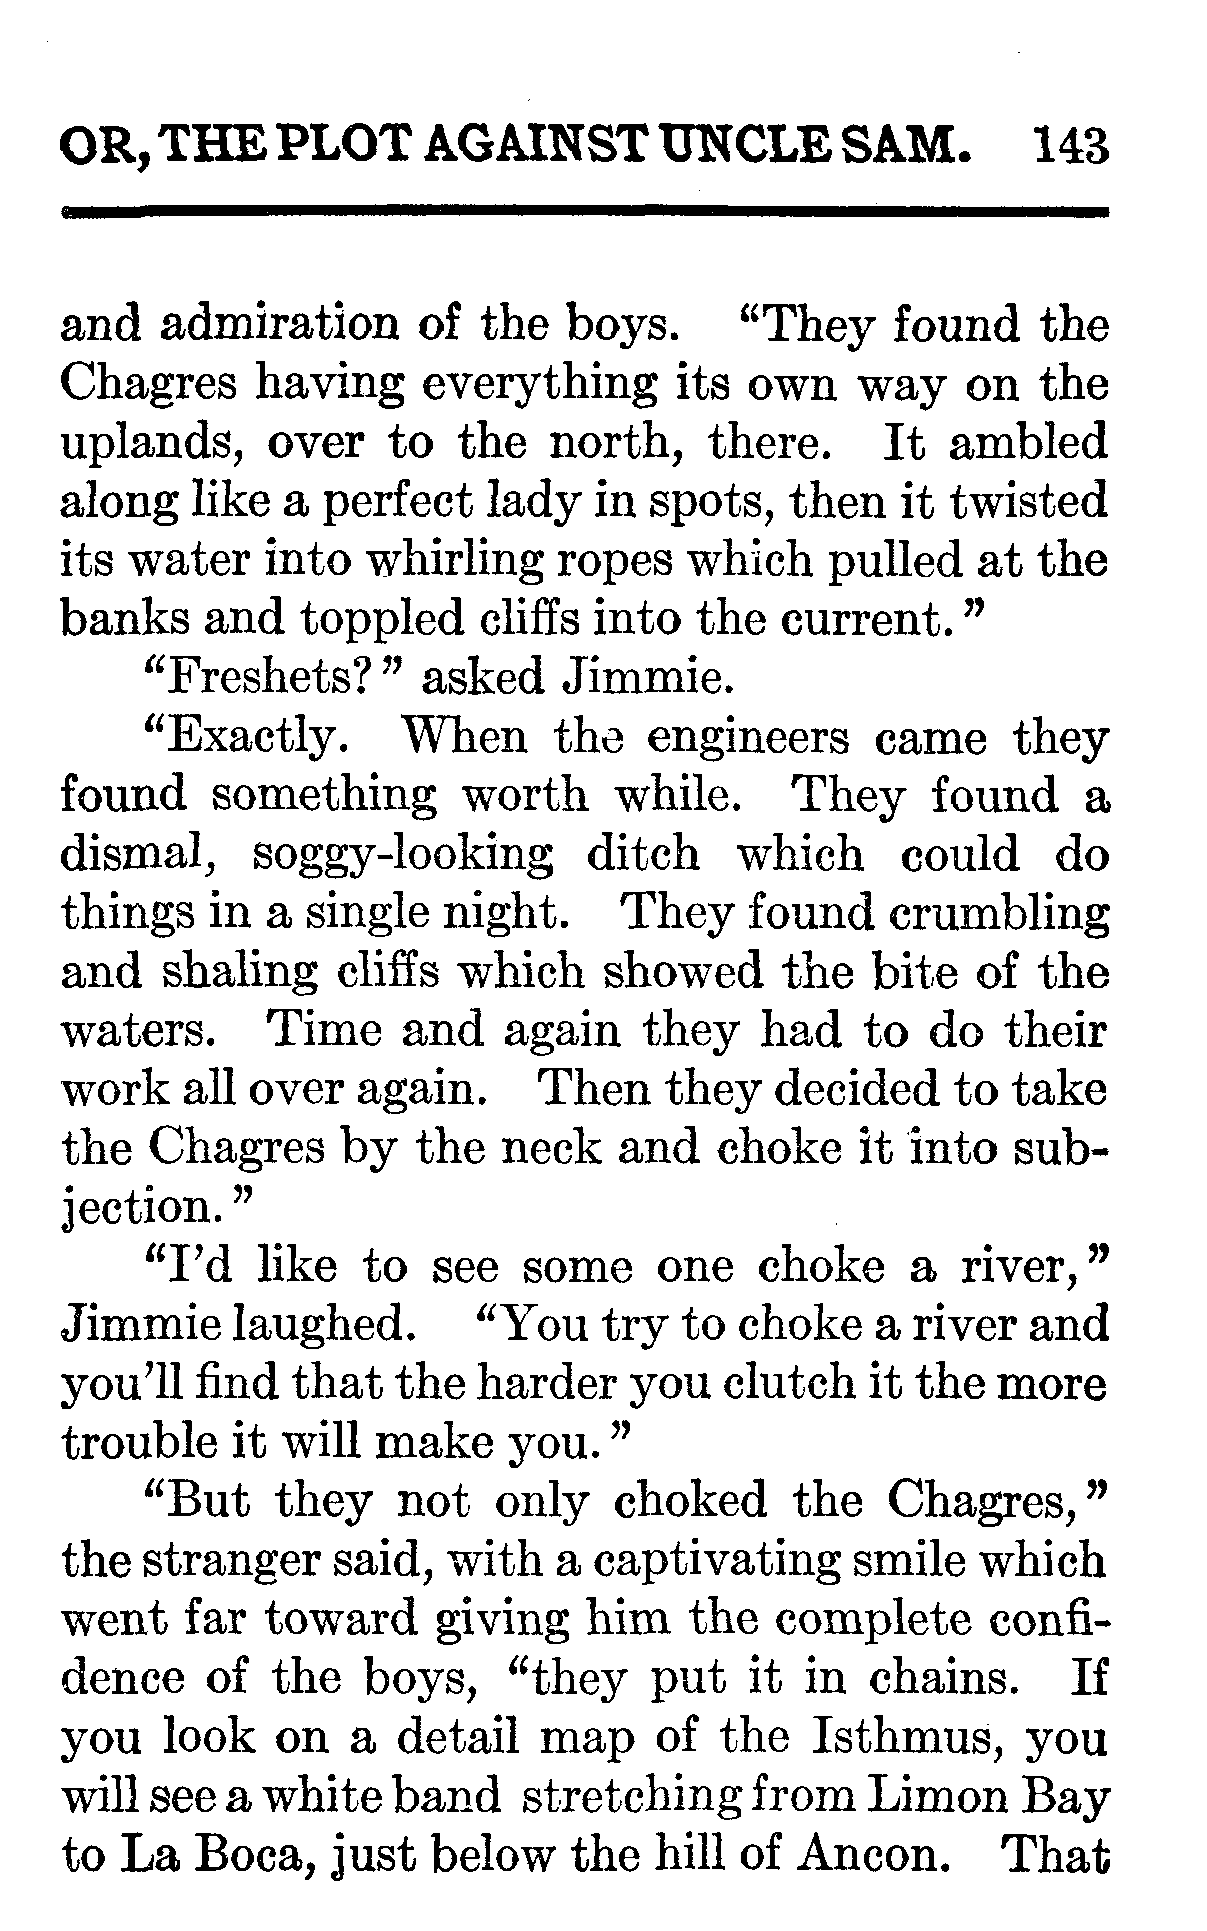 OR, THE PLOT AGAINST UNCLE SAM. 143
and admiration of the boys. “They found the
Chagres having everything its own way on the
uplands, over to the north, there. It ambled
along like a perfect lady in spots, then it twisted
its water into whirling ropes which pulled at the
banks and toppled cliffs into the current.”
“Freshets?” asked Jimmie.
“Exactly. When the engineers came they
found something worth while. They found a
dismal, soggy-looking ditch which could do
things in a single night. They found crumbling
and shaling cliffs which showed the bite of the
waters. Time and again they had to do their
work all over again. Then they decided to take
the Chagres by the neck and choke it into sub-
jection.”
“I’d like to see some one choke a river,”
Jimmie laughed. “You try to choke a river and
you’ll find that the harder you clutch it the more
trouble it will make you.”
“But they not only choked the Chagres,”
the stranger said, with a captivating smile which
went far toward giving him the complete confi-
dence of the boys, “they put it in chains. If
you look on a detail map of the Isthmus, you
will see a white band stretching from Limon Bay
to La Boca, just below the hill of Ancon. That